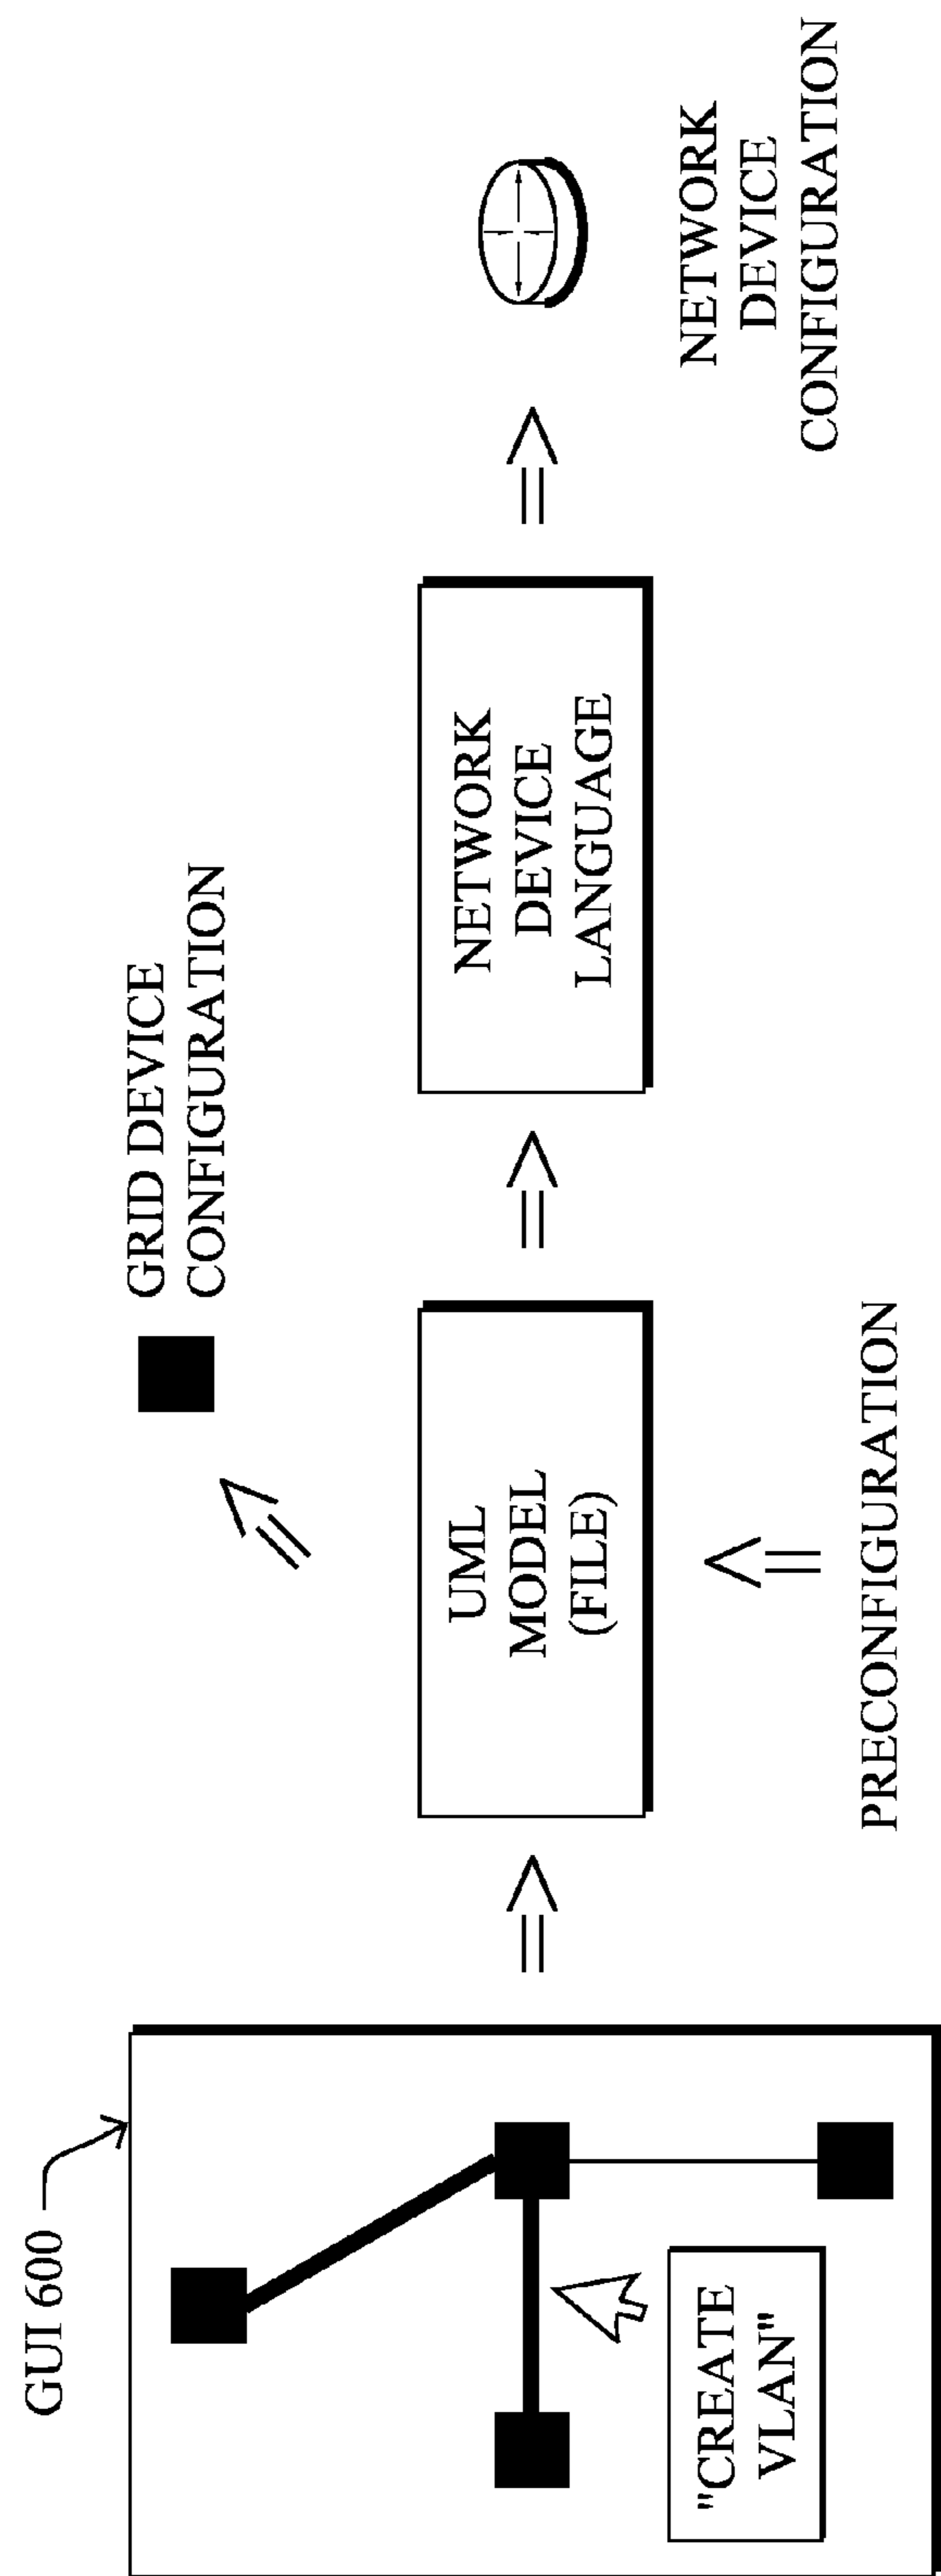 GUI 600
"CREATE
VLAN"
UML
MODEL
(FILE)
PRECONFIGURATION
GRID DEVICE
CONFIGURATION
NETWORK
DEVICE
LANGUAGE
NETWORK
DEVICE
CONFIGURATION